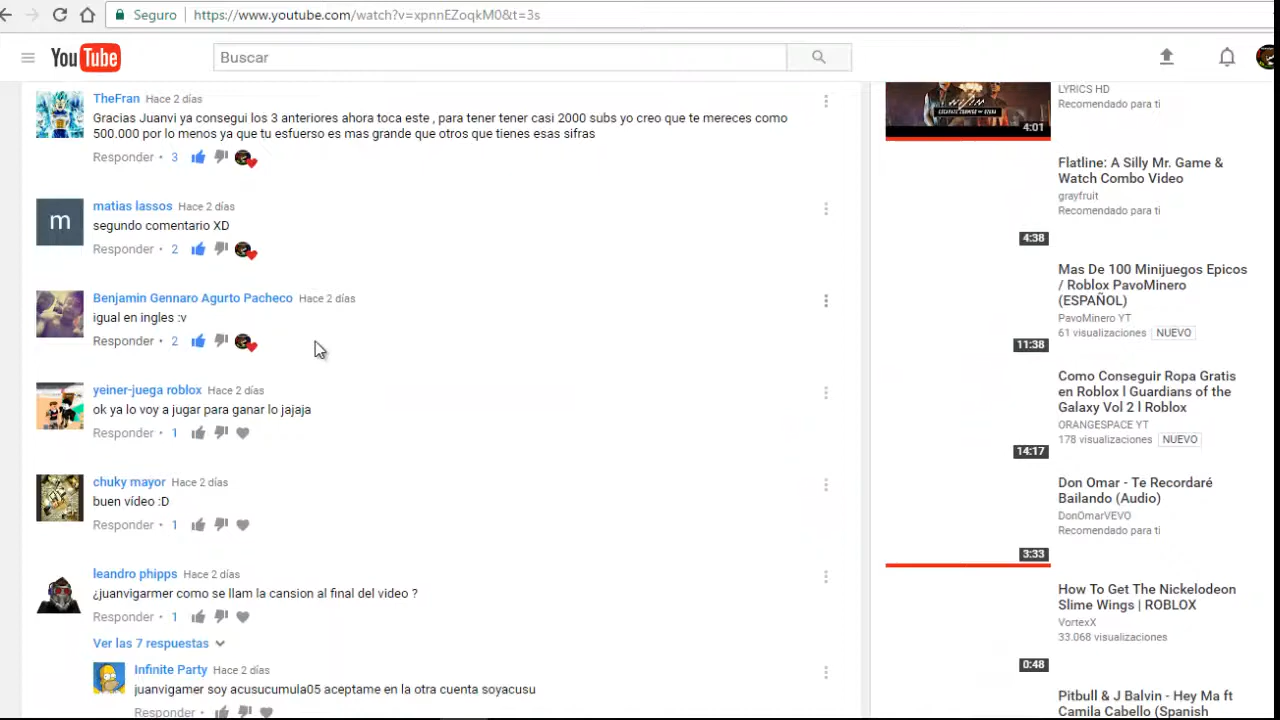 Seguro
https://www.youtube.com/watch?v=xpnnEZoqkM0&t=3s
YouTube
Buscar
TheFran Hace 2 días
Gracias Juanvi ya consegui los 3 anteriores ahora toca este , para tener tener casi 2000 subs yo creo que te mereces como
500.000 por lo menos ya que tu esfuerso es mas grande que otros que tienes esas sifras
Responder • 3
matias lassos Hace 2 días
segundo comentario XD
Responder • 2
Benjamin Gennaro Agurto Pacheco Hace 2 días
igual en ingles :v
Responder • 2
yeiner-juega roblox Hace 2 días
ok ya lo voy a jugar para ganar lo jajaja
Responder • 1
chuky mayor Hace 2 días
buen vídeo :D
Responder • 1
leandro phipps Hace 2 días
¿juanvigarmer como se llam la cansion al final del video ?
Responder • 1
Ver las 7 respuestas
Infinite Party Hace 2 días
juanvigamer soy acusucumula05 aceptame en la otra cuenta soyacusu
Responder •
m
LYRICS HD
Recomendado para ti
4:01
Flatline: A Silly Mr. Game &
Watch Combo Video
grayfruit
Recomendado para ti
4:38
Mas De 100 Minijuegos Epicos
/ Roblox PavoMinero
(ESPAÑOL)
PavoMinero YT
61 visualizaciones NUEVO
11:38
Como Conseguir Ropa Gratis
en Roblox l Guardians of the
Galaxy Vol 2 l Roblox
ORANGESPACE YT
178 visualizaciones NUEVO
14:17
Don Omar - Te Recordaré
Bailando (Audio)
DonOmarVEVO
Recomendado para ti
3:33
How To Get The Nickelodeon
Slime Wings | ROBLOX
VortexX
33.068 visualizaciones
0:48
Pitbull & J Balvin - Hey Ma ft
Camila Cabello (Spanish